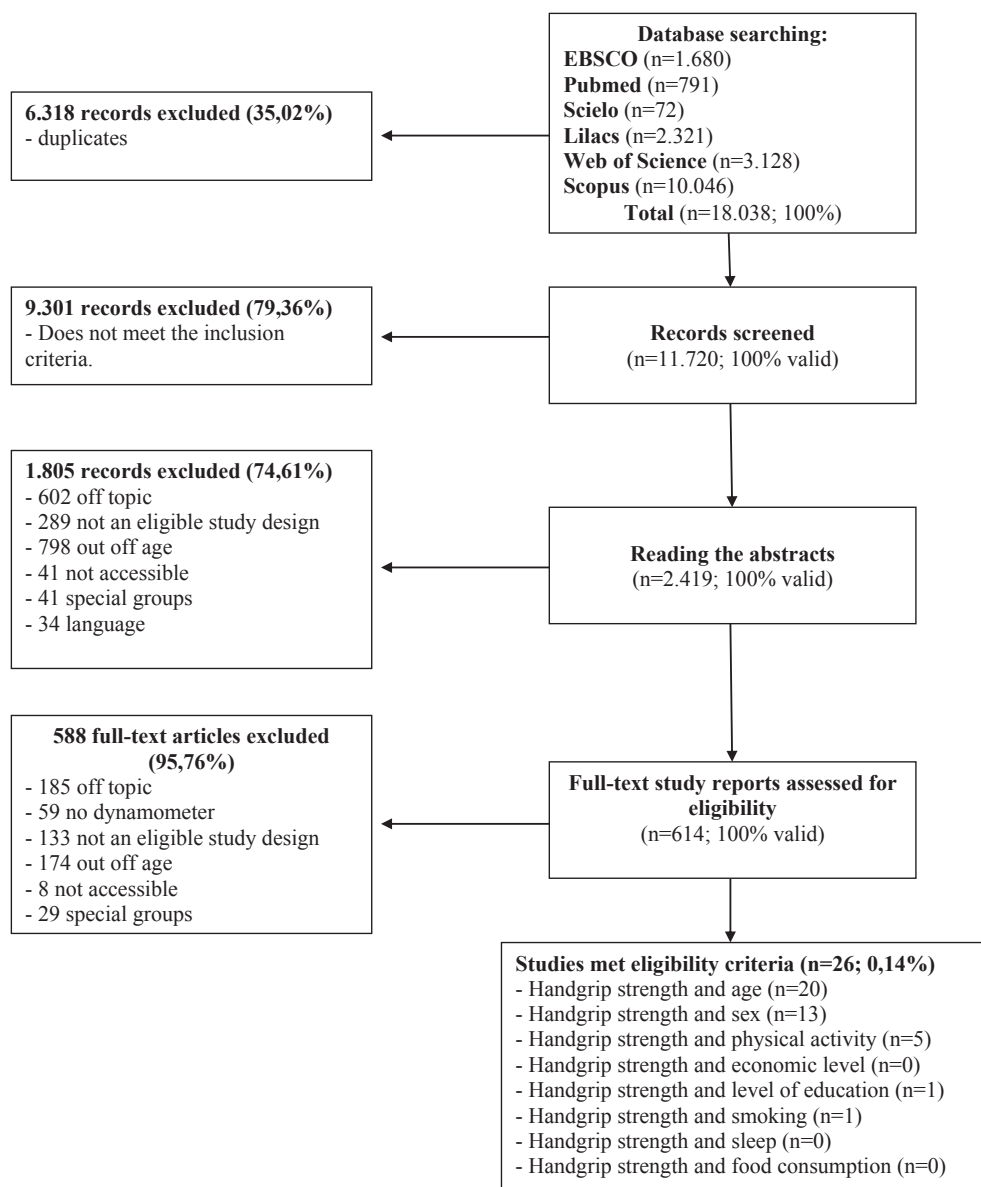 Database searching:
EBSCO (n=1.680)
Pubmed (n=791)
Scielo (n=72)
Lilacs (n=2.321)
Web of Science (n=3.128)
Scopus (n=10.046)
Total (n=18.038; 100%)
6.318 records excluded (35,02%)
- duplicates
Records screened
(n=11.720; 100% valid)
9.301 records excluded (79,36%)
- Does not meet the inclusion
criteria.
Reading the abstracts
(n=2.419; 100% valid)
1.805 records excluded (74,61%)
- 602 off topic
- 289 not an eligible study design
- 798 out off age
- 41 not accessible
- 41 special groups
- 34 language
Full-text study reports assessed for
eligibility
(n=614; 100% valid)
588 full-text articles excluded
(95,76%)
- 185 off topic
- 59 no dynamometer
- 133 not an eligible study design
- 174 out off age
- 8 not accessible
- 29 special groups
Studies met eligibility criteria (n=26; 0,14%)
- Handgrip strength and age (n=20)
- Handgrip strength and sex (n=13)
- Handgrip strength and physical activity (n=5)
- Handgrip strength and economic level (n=0)
- Handgrip strength and level of education (n=1)
- Handgrip strength and smoking (n=1)
- Handgrip strength and sleep (n=0)
- Handgrip strength and food consumption (n=0)